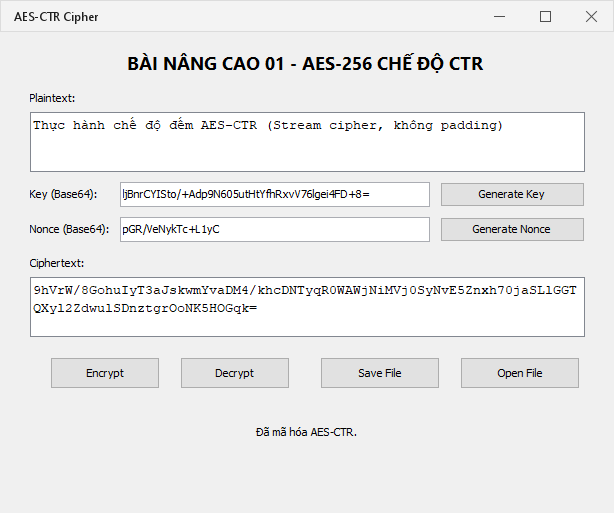 AES-CTR Cipher
BÀI NÂNG CAO 01 - AES-256 CHẾ ĐỘ CTR
Plaintext:
Thực hành chế độ đếm AES-CTR (Stream cipher, không padding)
Key (Base64):
ljBnrCYISto/+Adp9N605utHtYfhRxvV76lgei4FD+8=
Generate Key
Nonce (Base64):
pGR/VeNykTc+L1yC
Generate Nonce
Ciphertext:
9hVrW/8GohuIyT3aJskwmYvaDM4/khcDNTyqR0WAWjNiMVj0SyNvE5Znxh70jaSLlGGT
QXyl2ZdwulSDnztgrOoNK5HOGqk=
Encrypt
Decrypt
Save File
Open File
Đã mã hóa AES-CTR.